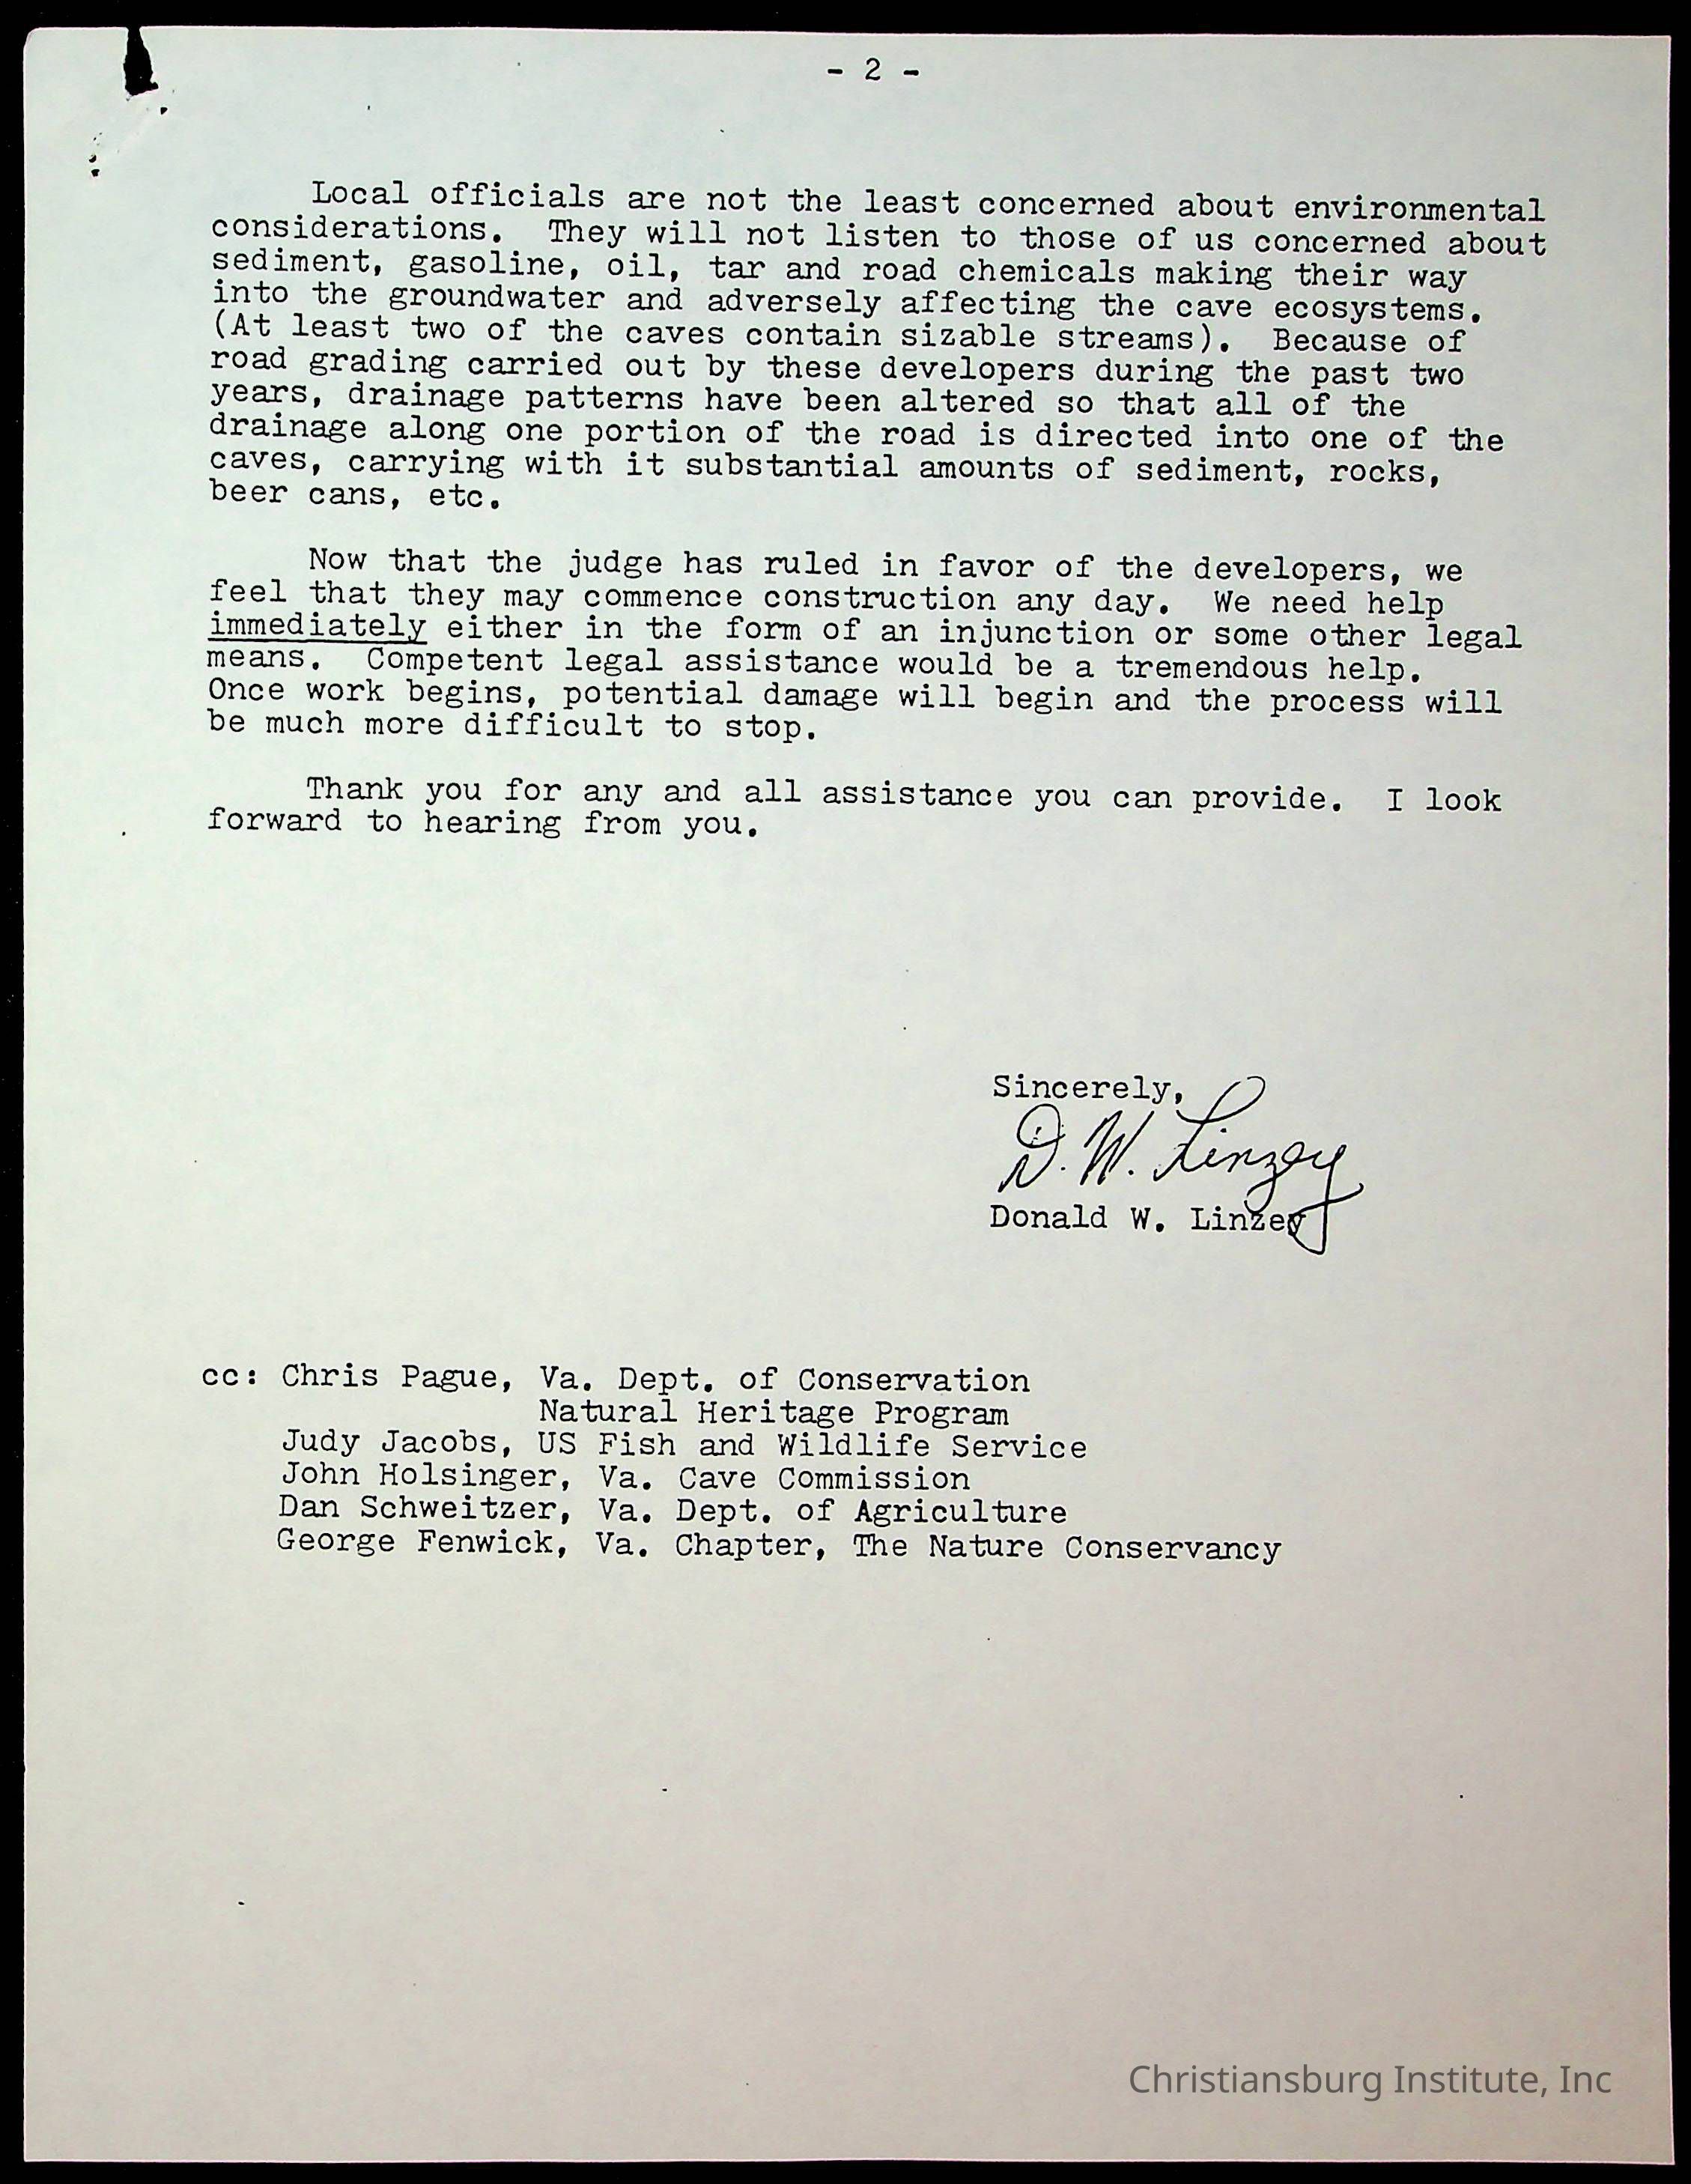 - 2 -
Local officials are not the least concerned about environmental
considerations. They will not listen to those of us concerned about
sediment, gasoline, oil, tar and road chemicals making their way
into the groundwater and adversely affecting the cave ecosystems.
(At least two of the caves contain sizable streams). Because of
road grading carried out by these developers during the past two
years, drainage patterns have been altered so that all of the
drainage along one portion of the road is directed into one of the
caves, carrying with it substantial amounts of sediment, rocks,
beer cans, etc.
Now that the judge has ruled in favor of the developers, we
feel that they may commence construction any day. We need help
immediately either in the form of an injunction or some other legal
means. Competent legal assistance would be a tremendous help.
Once work begins, potential damage will begin and the process will
be much more difficult to stop.
Thank you for any and all assistance you can provide. I look
forward to hearing from you.
Sincerely,
D. W. Linzey
Donald W. Linzey
cc: Chris Pague, Va. Dept. of Conservation
Natural Heritage Program
Judy Jacobs, US Fish and Wildlife Service
John Holsinger, Va. Cave Commission
Dan Schweitzer, Va. Dept. of Agriculture
George Fenwick, Va. Chapter, The Nature Conservancy
Christiansburg Institute, Inc